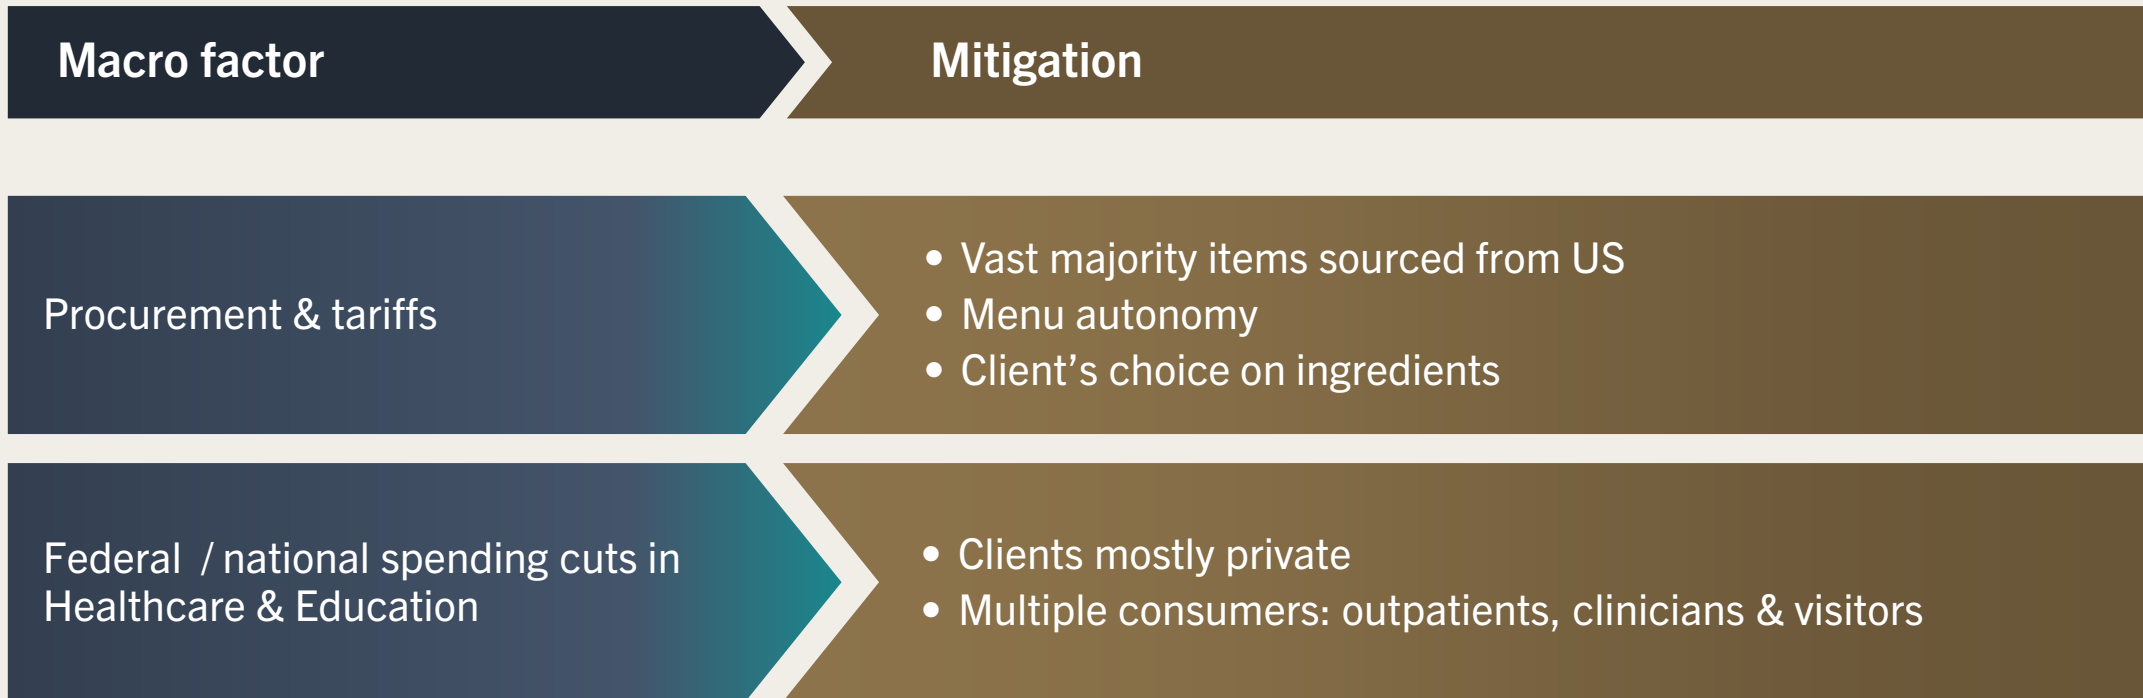 Macro factor
Mitigation
Procurement & tariffs
• Vast majority items sourced from US
• Menu autonomy
• Client’s choice on ingredients
Federal / national spending cuts in
Healthcare & Education
• Clients mostly private
• Multiple consumers: outpatients, clinicians & visitors